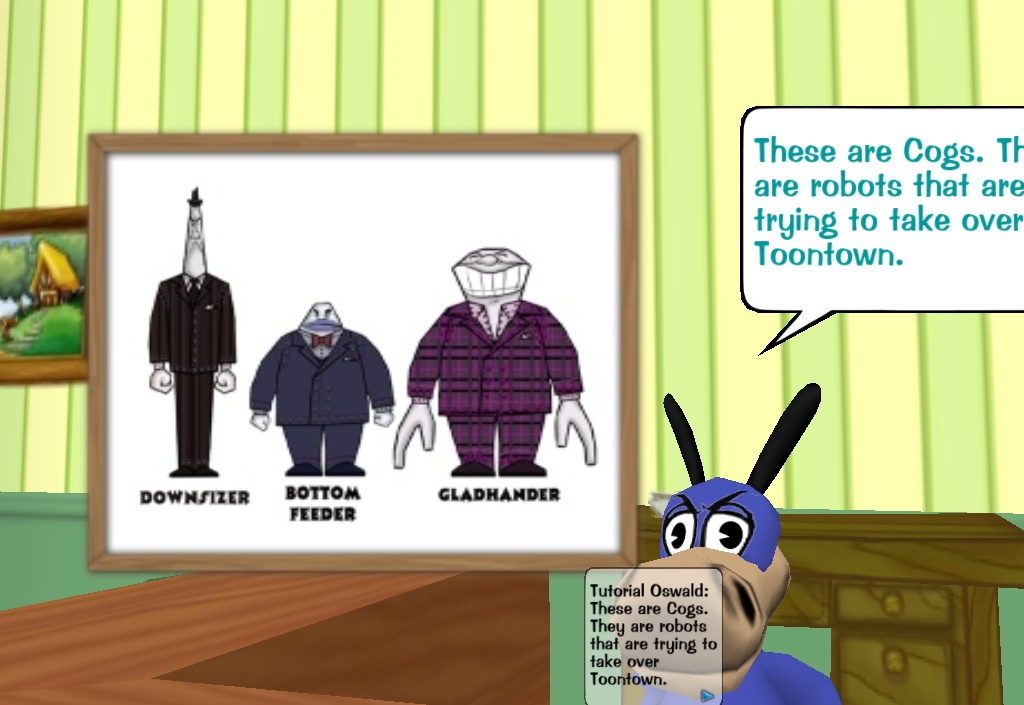 These are Cogs. Th
are robots that are
trying to take over
Toontown.
DOWNSIZER
BOTTOM
FEEDER
GLADHANDER
Tutorial Oswald:
These are Cogs.
They are robots
that are trying to
take over
Toontown.